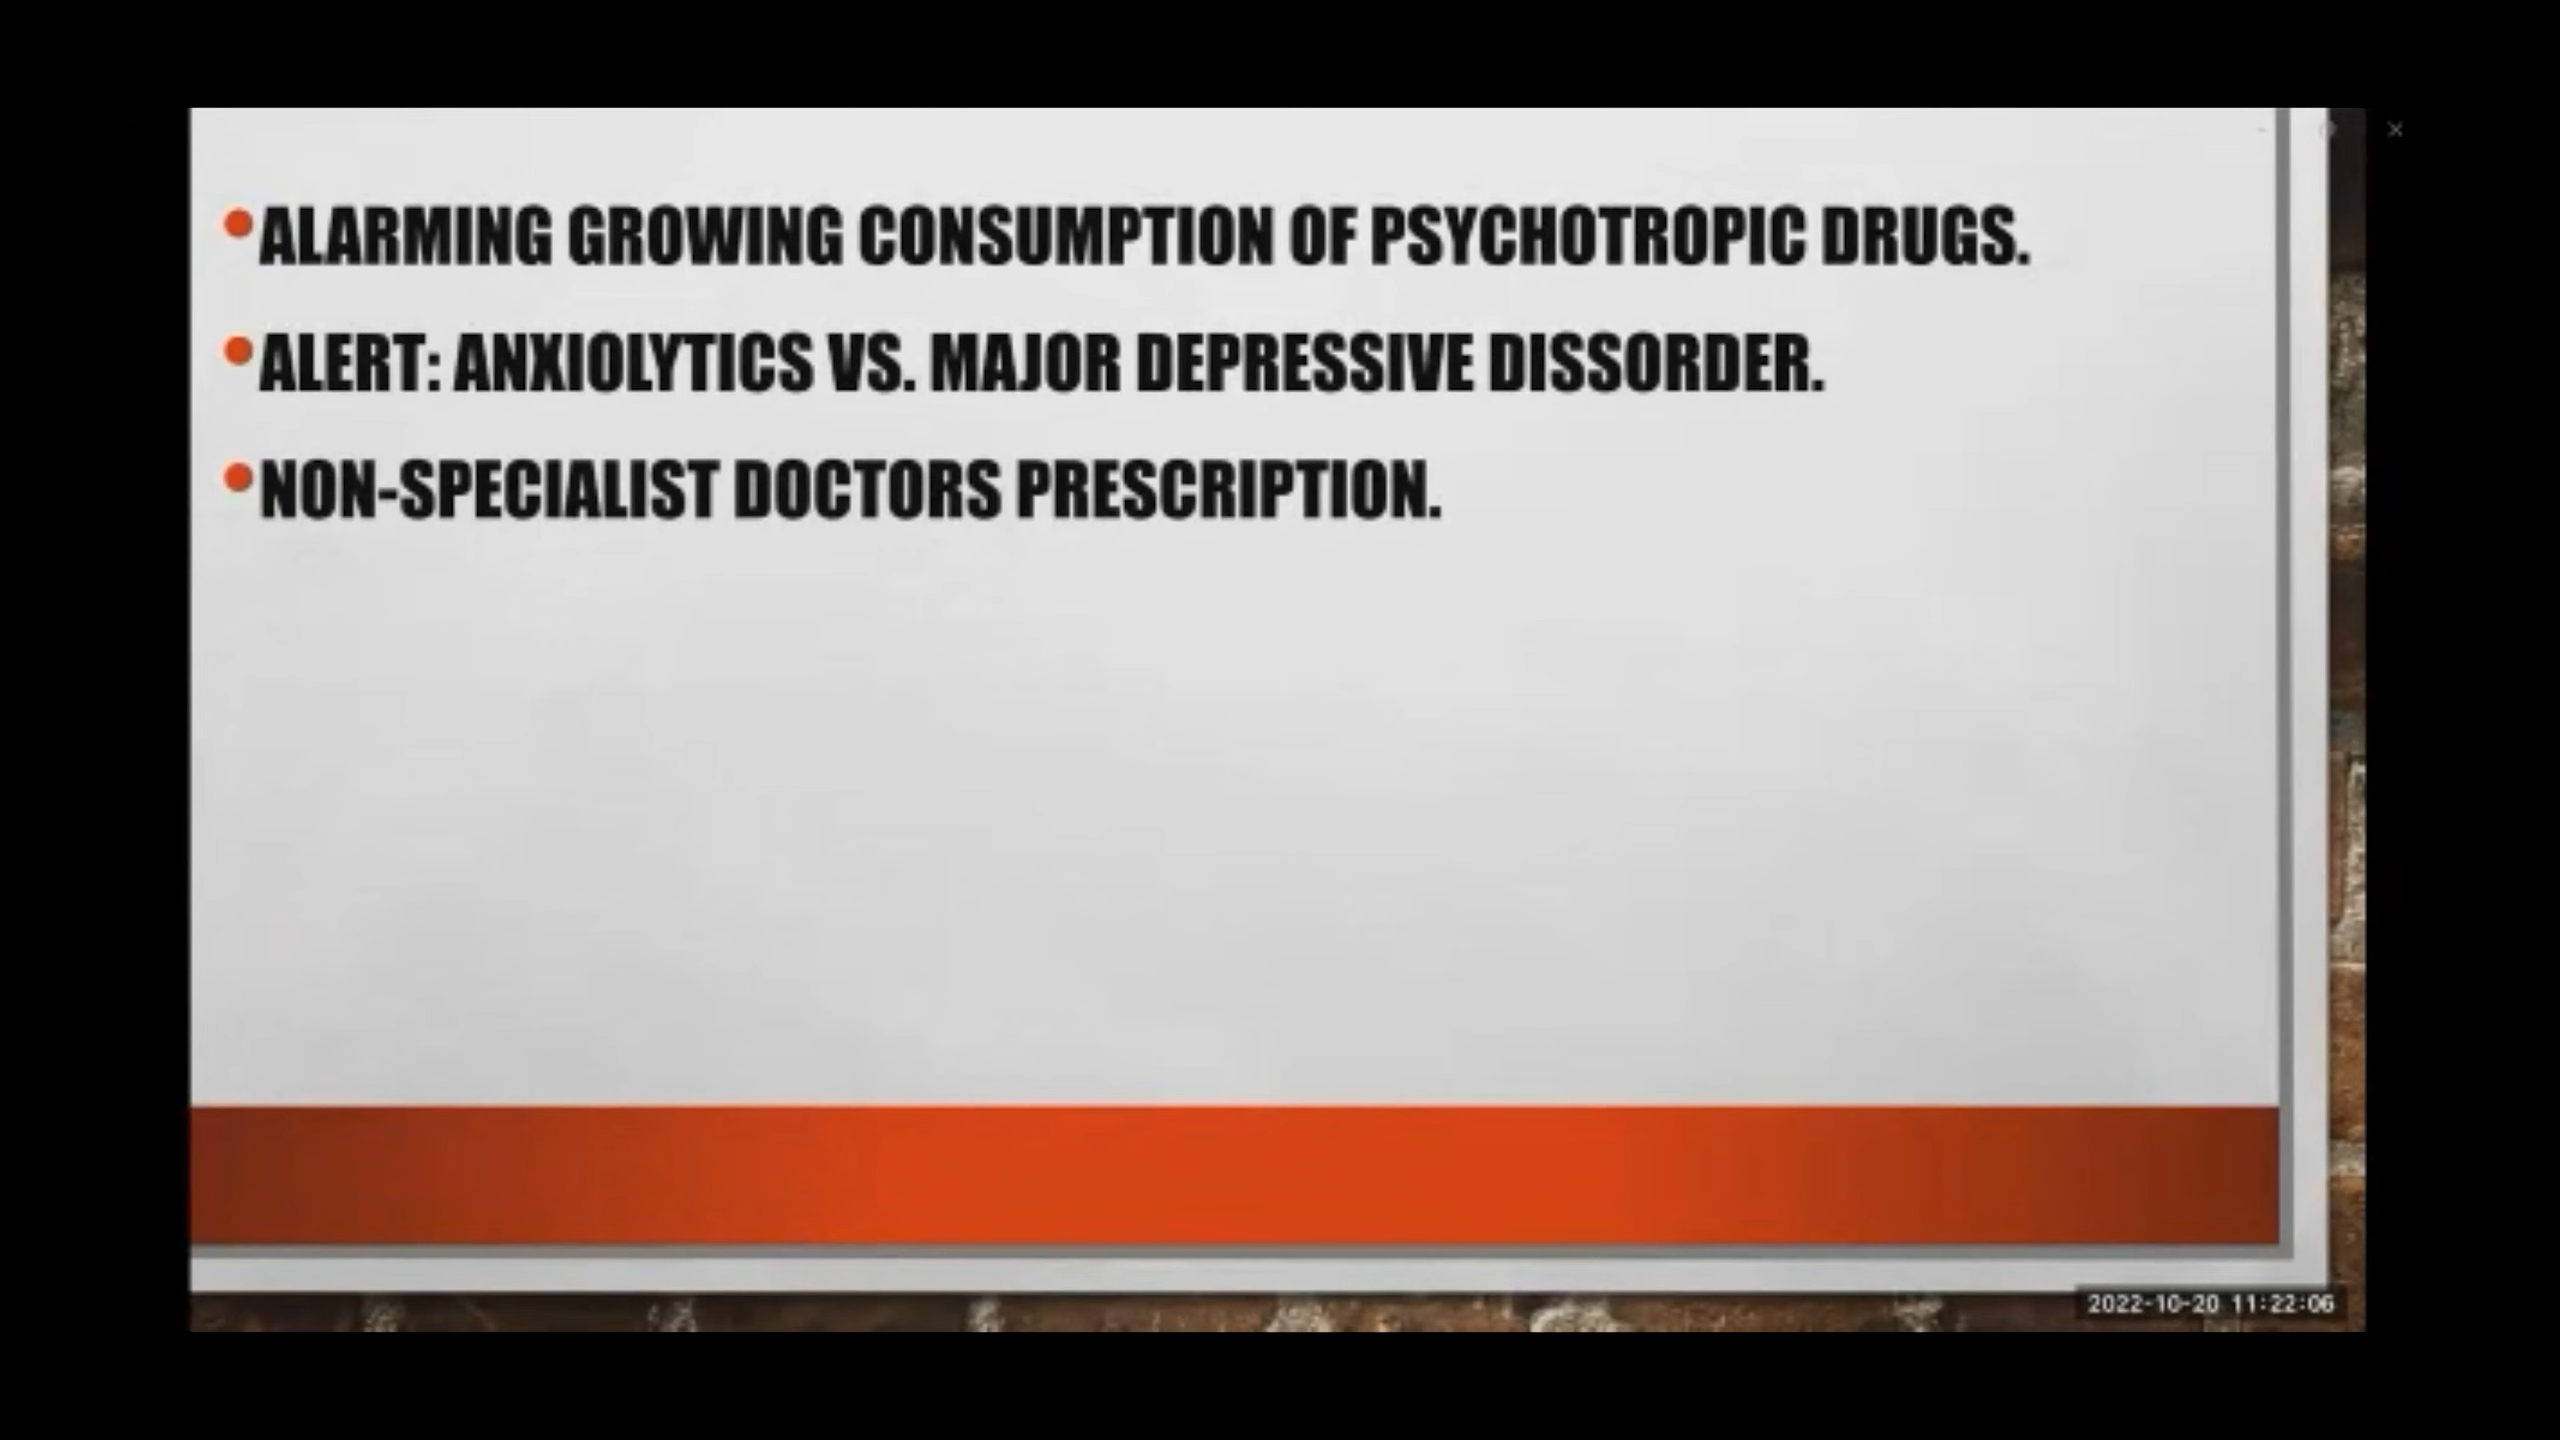 ALARMING GROWING CONSUMPTION OF PSYCHOTROPIC DRUGS.
ALERT: ANXIOLYTICS VS. MAJOR DEPRESSIVE DISSORDER.
NON-SPECIALIST DOCTORS PRESCRIPTION.
2022-10-20 11:22:06